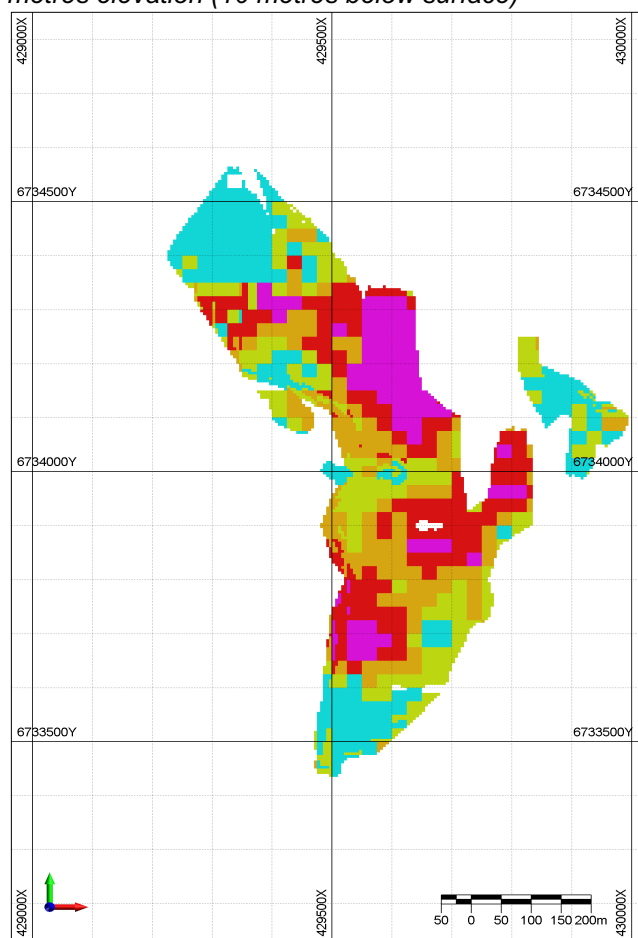 metres elevation (10 metres below surface)
429000X 429500X 430000X
6734500Y 6734500Y
6734000Y 6734000Y
6733500Y 6733500Y
429000X 429500X 430000X
50 0 50 100 150 200m